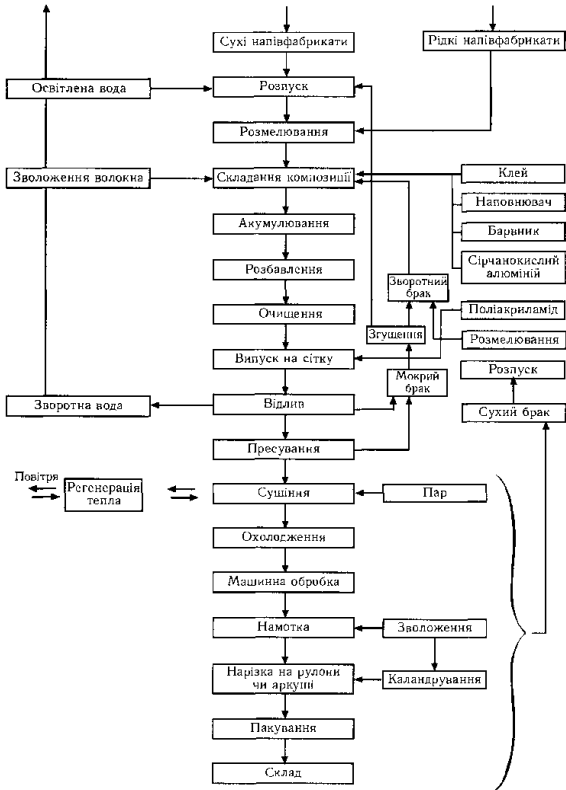 Сухі напівфабрикати
Рідкі напівфабрикати
Освітлена вода
Розпуск
Розмелювання
Зволоження волокна
Складання композиції
Клей
Наповнювач
Акумулювання
Барвник
Сірчанокислий
алюміній
Розбавлення
Зворотний
брак
Очищення
Поліакриламід
Згущення
Розмелювання
Випуск на сітку
Розпуск
Мокрий
брак
Зворотна вода
Відлив
Сухий брак
Пресування
Повітря
Регенерація
тепла
Сушіння
Пар
Охолодження
Машинна обробка
Намотка
Зволоження
Нарізка на рулони
чи аркуші
Каландрування
Пакування
Склад